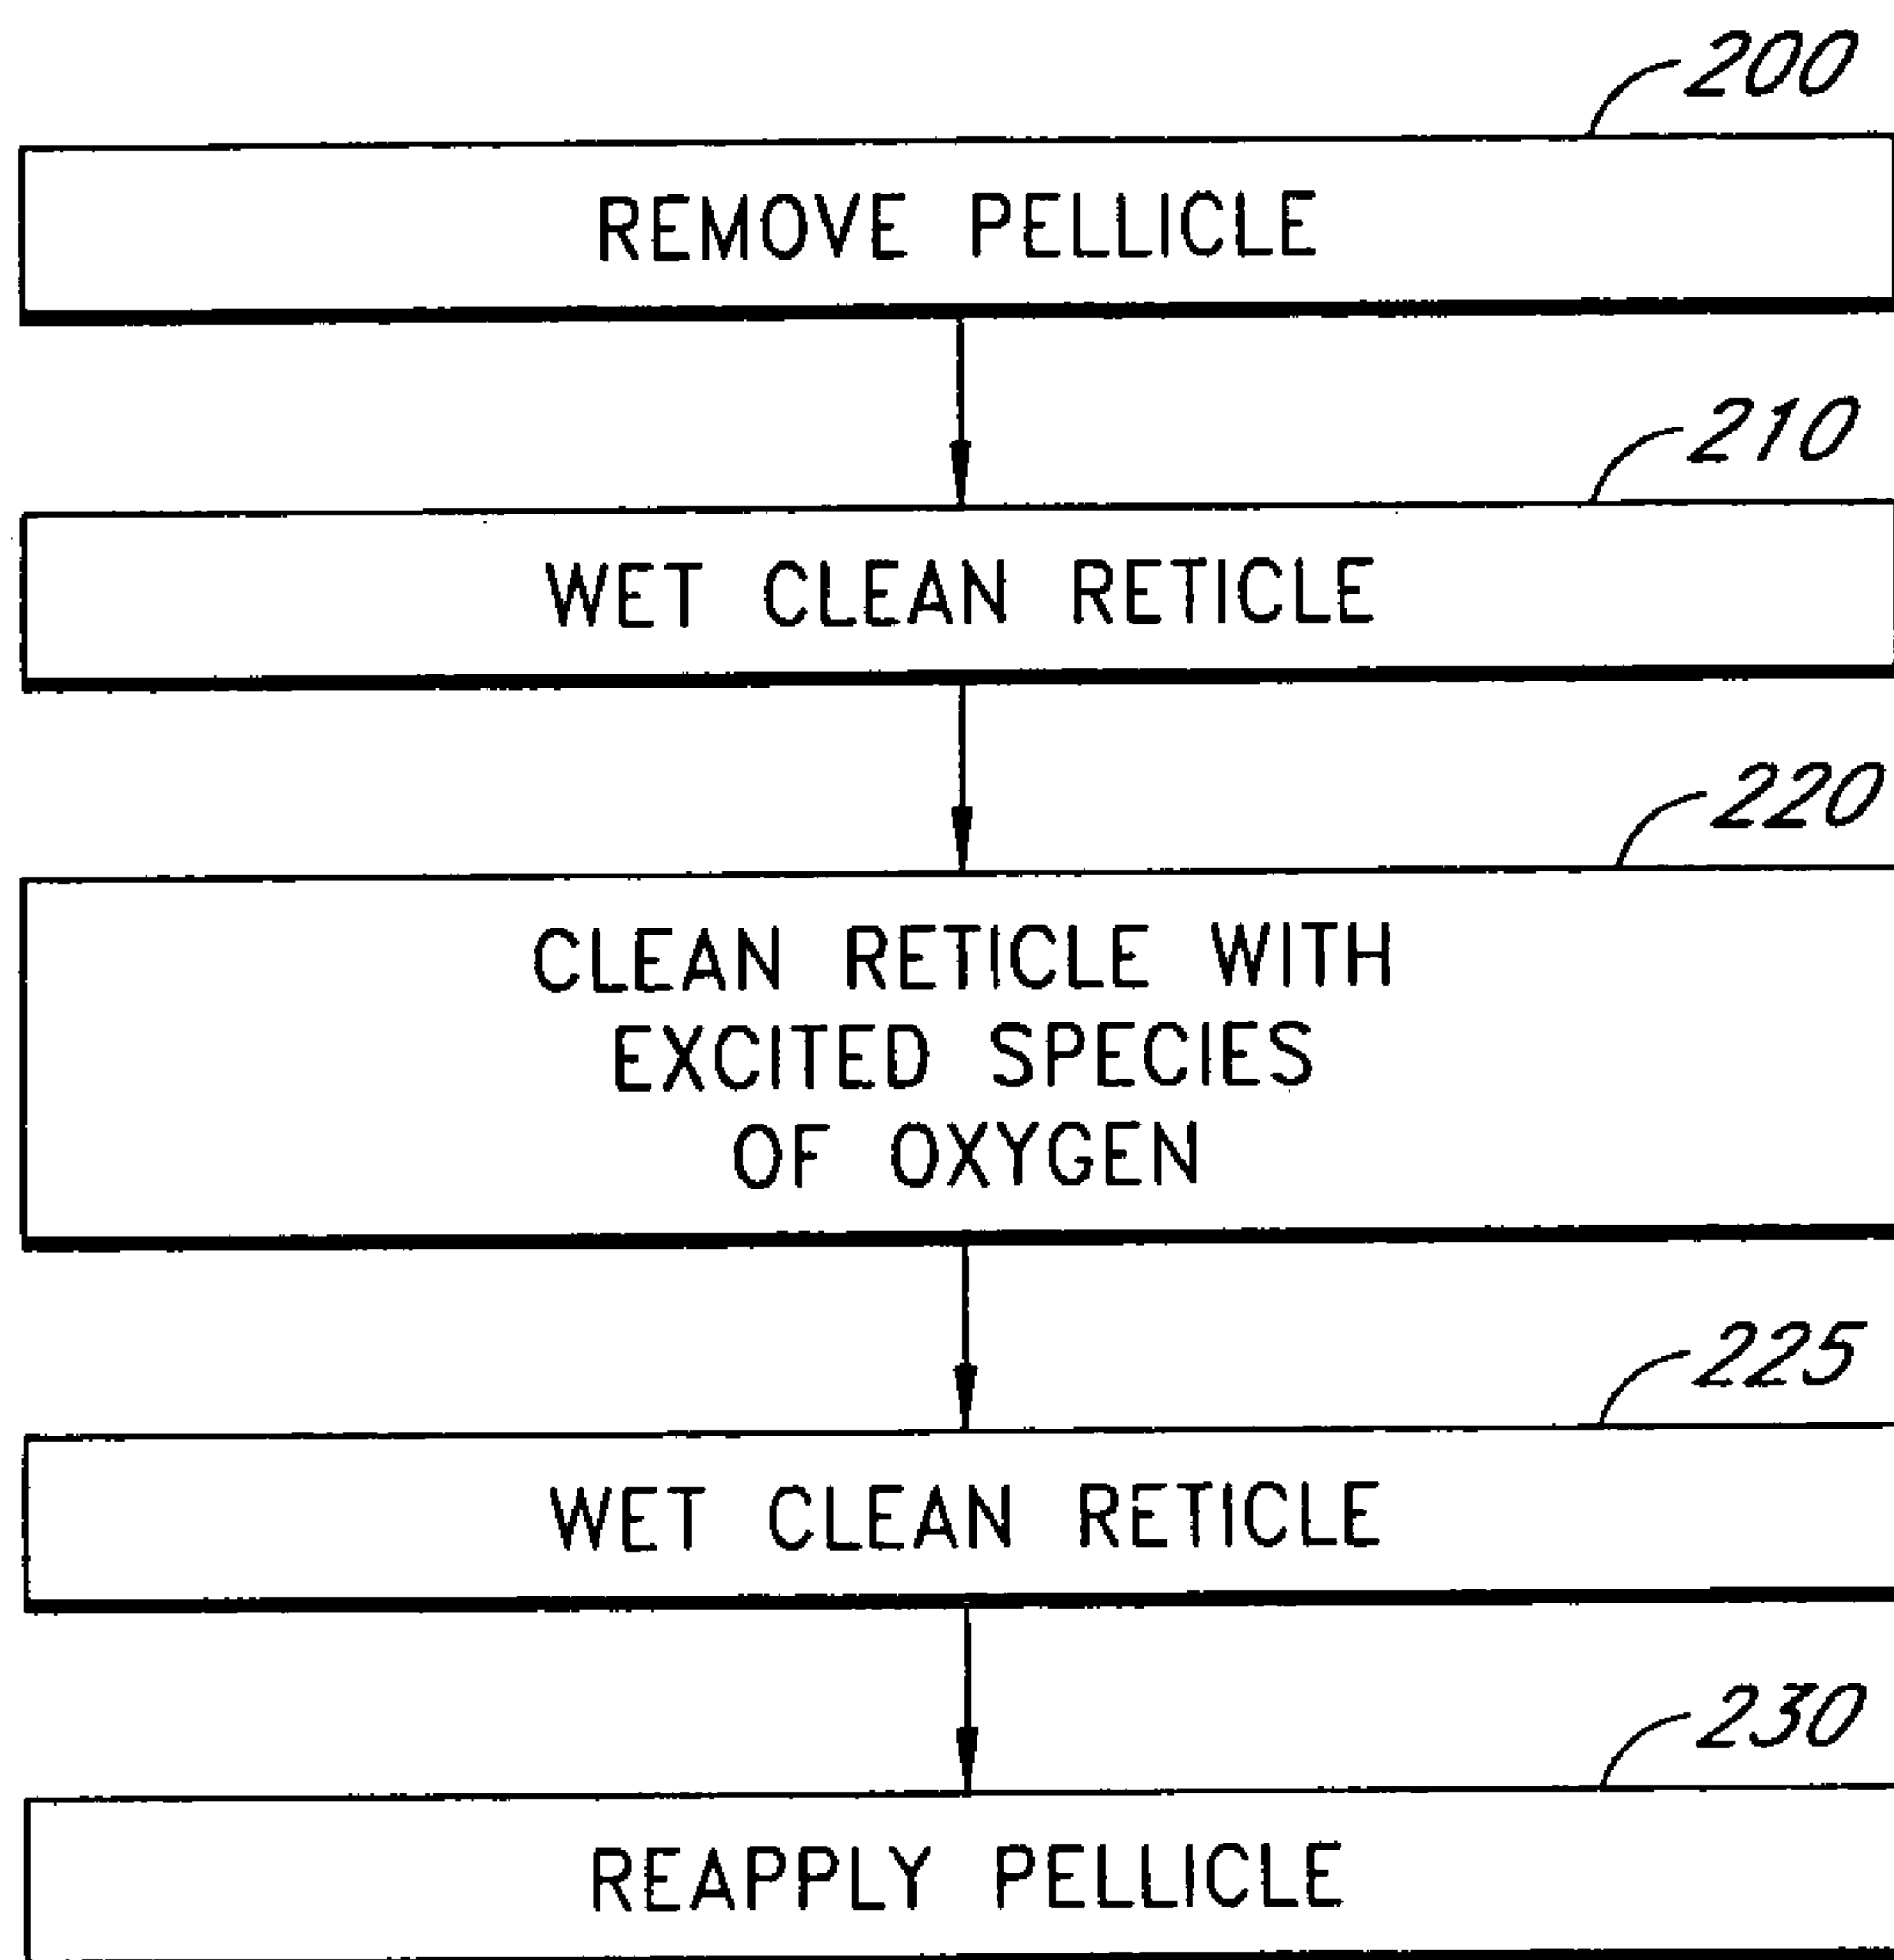 200
REMOVE PELLICLE
210
WET CLEAN RETICLE
220
CLEAN RETICLE WITH
EXCITED SPECIES
OF OXYGEN
225
WET CLEAN RETICLE
230
REAPPLY PELLICLE